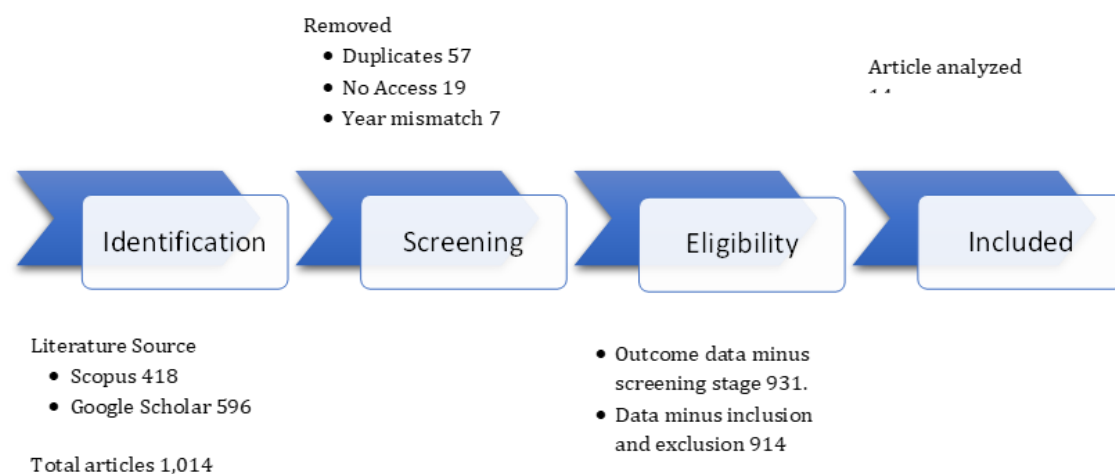 Removed
• Duplicates 57
• No Access 19
• Year mismatch 7
Article analyzed
Identification
Screening
Eligibility
Included
Literature Source
• Scopus 418
• Google Scholar 596
Total articles 1,014
• Outcome data minus
screening stage 931.
• Data minus inclusion
and exclusion 914